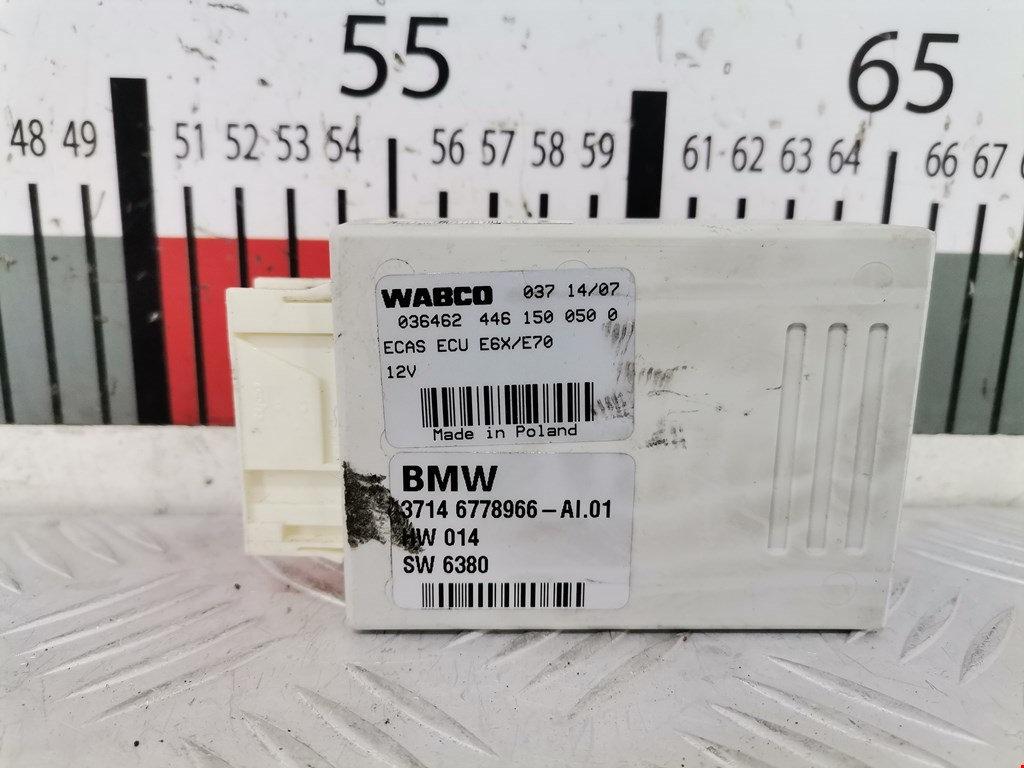 55 65
48 49 51 52 53 54 56 57 58 59 61 62 63 64 66 67
WABCO 037 14/07
036462 446 150 050 0
ECAS ECU E6X/E70
12V
Made in Poland
BMW
3714 6778966-AI.01
HW 014
SW 6380